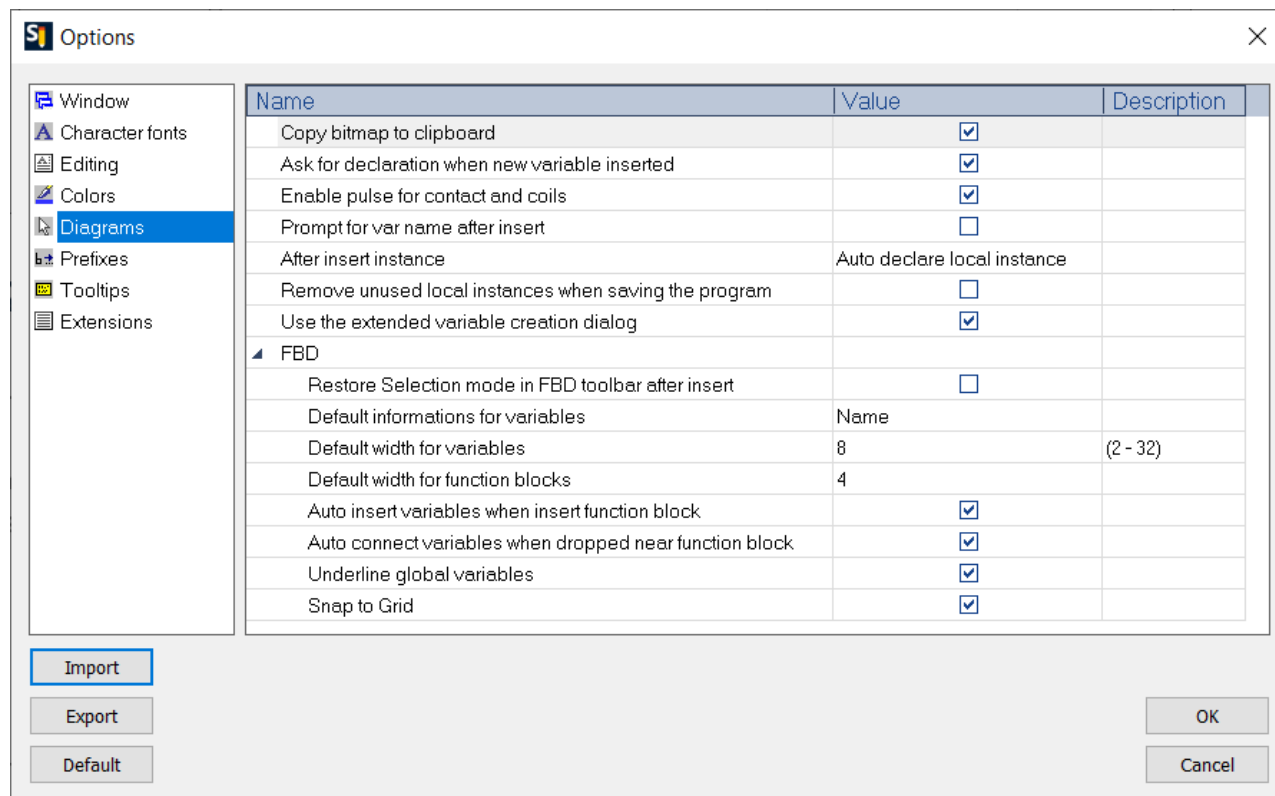 Options
Window
Character fonts
Editing
Colors
Diagrams
Prefixes
Tooltips
Extensions
Name Value Description
Copy bitmap to clipboard
Ask for declaration when new variable inserted
Enable pulse for contact and coils
Prompt for var name after insert
After insert instance Auto declare local instance
Remove unused local instances when saving the program
Use the extended variable creation dialog
FBD
Restore Selection mode in FBD toolbar after insert
Default informations for variables Name
Default width for variables 8 (2 - 32)
Default width for function blocks 4
Auto insert variables when insert function block
Auto connect variables when dropped near function block
Underline global variables
Snap to Grid
Import
Export
Default
OK
Cancel